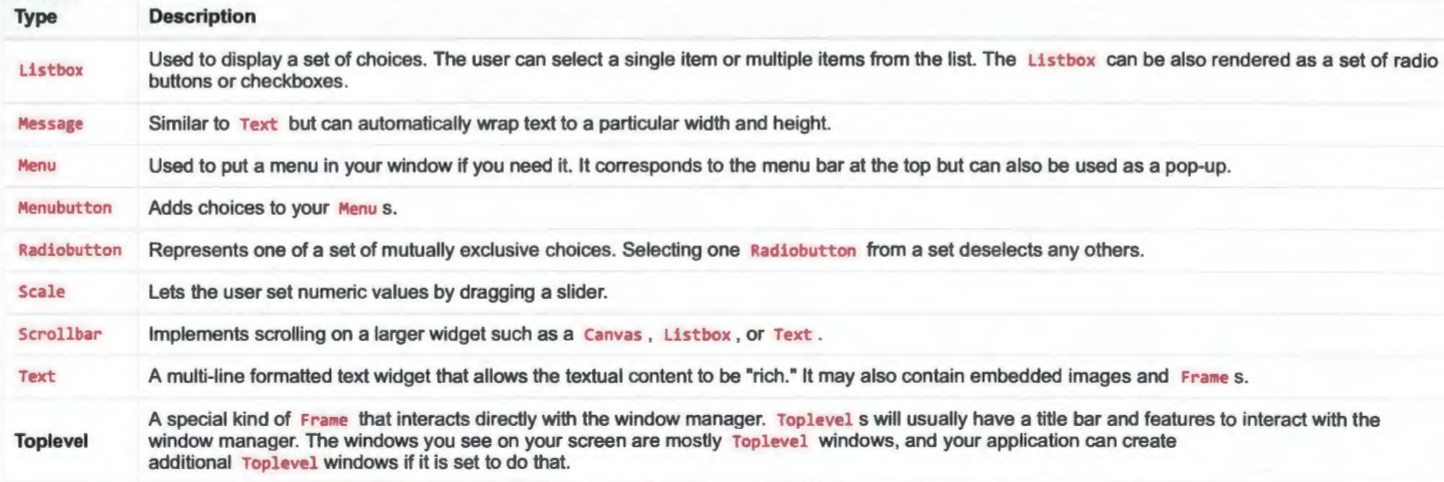 Type Description
Listbox Used to display a set of choices. The user can select a single item or multiple items from the list. The Listbox can be also rendered as a set of radio
buttons or checkboxes.
Message Similar to Text but can automatically wrap text to a particular width and height.
Menu Used to put a menu in your window if you need it. It corresponds to the menu bar at the top but can also be used as a pop-up.
Menubutton Adds choices to your Menu s.
Radiobutton Represents one of a set of mutually exclusive choices. Selecting one Radiobutton from a set deselects any others.
Scale Lets the user set numeric values by dragging a slider.
Scrollbar Implements scrolling on a larger widget such as a Canvas , Listbox , or Text .
Text A multi-line formatted text widget that allows the textual content to be "rich." It may also contain embedded images and Frame s.
Toplevel A special kind of Frame that interacts directly with the window manager. Toplevel s will usually have a title bar and features to interact with the
window manager. The windows you see on your screen are mostly Toplevel windows, and your application can create
additional Toplevel windows if it is set to do that.